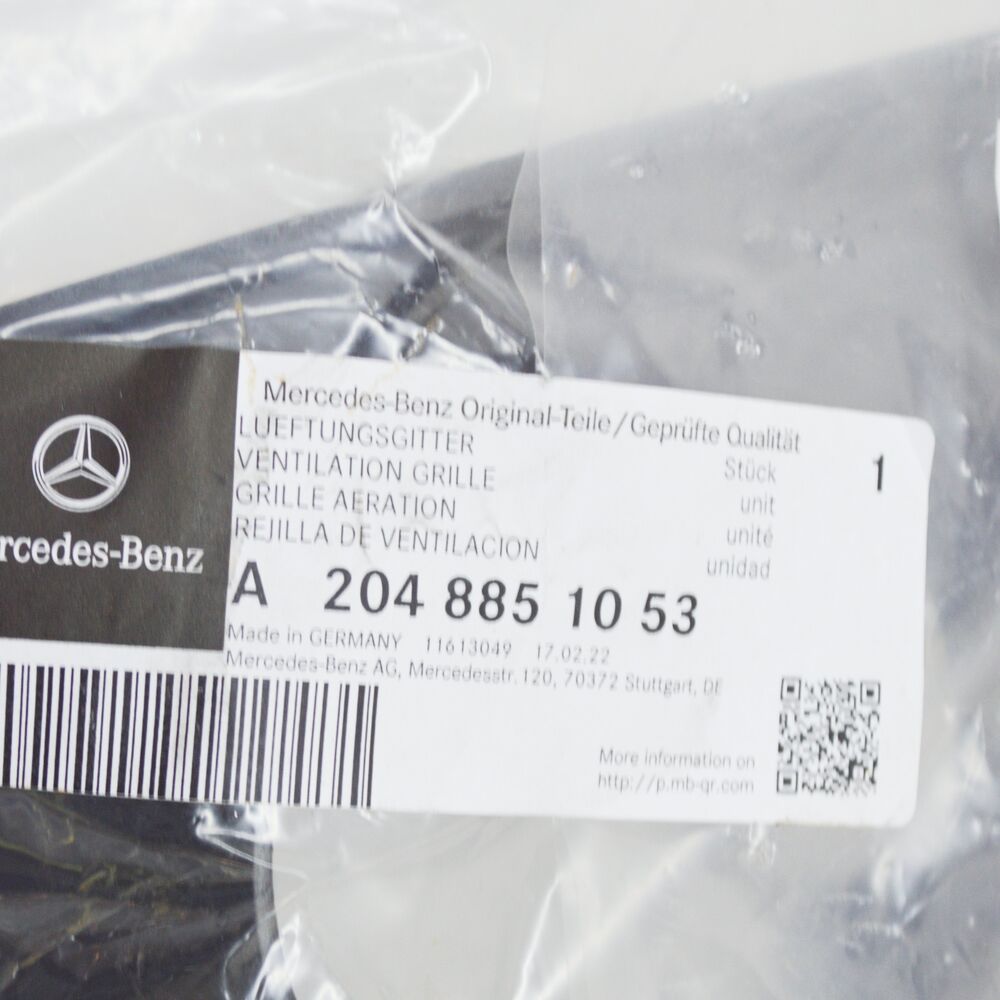 Mercedes-Benz Original-Teile/Geprüfte Qualität
LUEFTUNGSGITTER
VENTILATION GRILLE
GRILLE AERATION
REJILLA DE VENTILACION
Stück 1
unit
unité
unidad
rcedes-Benz
A 204 885 10 53
Made in GERMANY 11613049 17.02.22
Mercedes-Benz AG, Mercedesstr.120, 70372 Stuttgart, DE
More information on
http://p.mb-qr.com